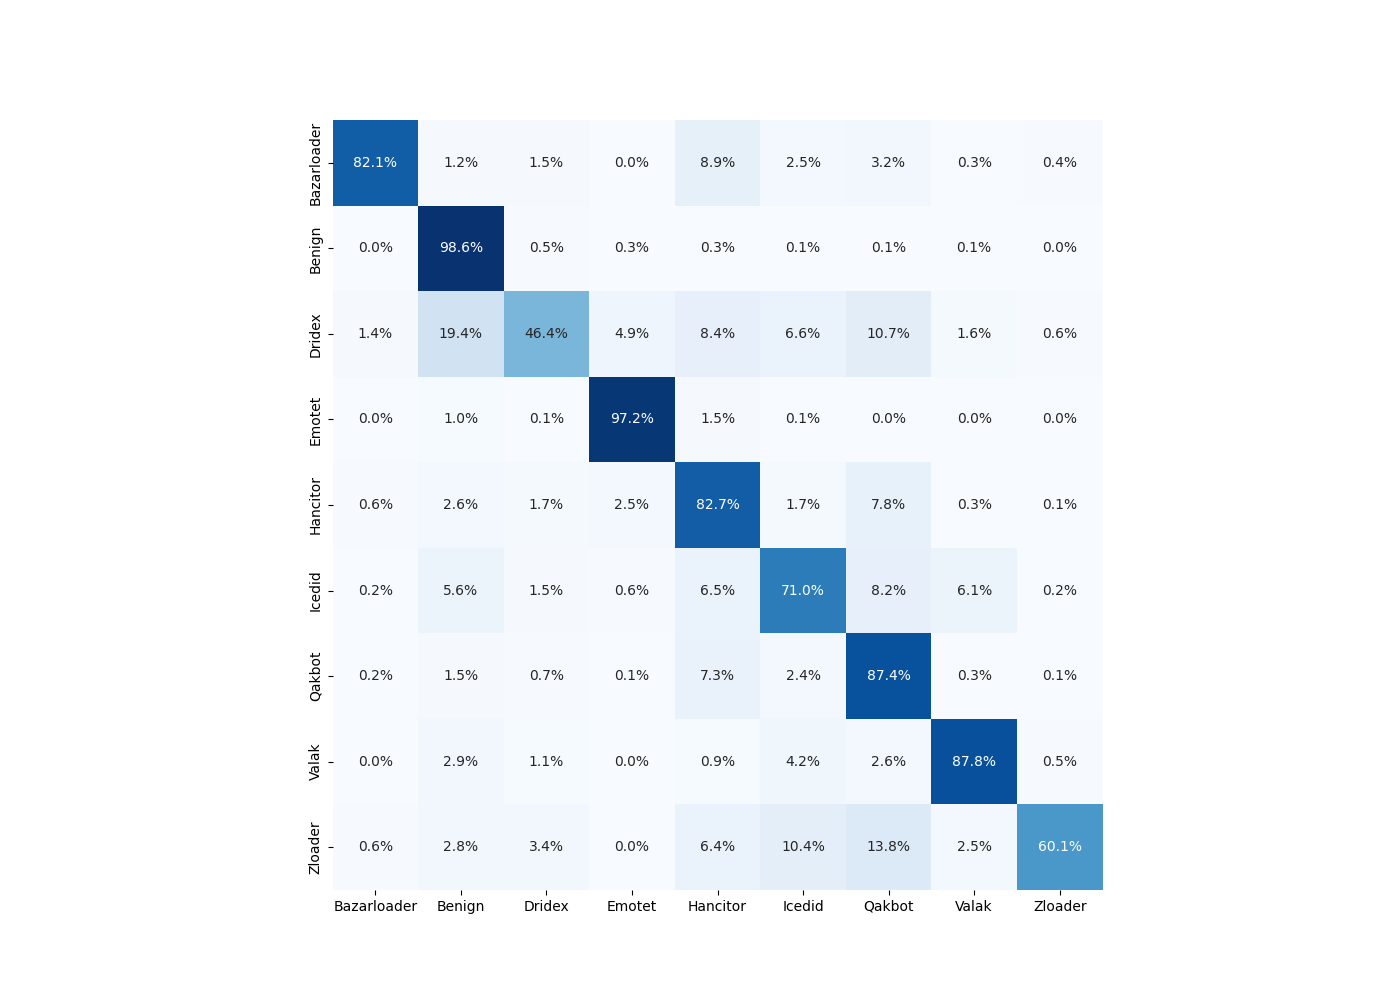 Bazarloader 82.1% 1.2% 1.5% 0.0% 8.9% 2.5% 3.2% 0.3% 0.4%
Benign 0.0% 98.6% 0.5% 0.3% 0.3% 0.1% 0.1% 0.1% 0.0%
Dridex 1.4% 19.4% 46.4% 4.9% 8.4% 6.6% 10.7% 1.6% 0.6%
Emotet 0.0% 1.0% 0.1% 97.2% 1.5% 0.1% 0.0% 0.0% 0.0%
Hancitor 0.6% 2.6% 1.7% 2.5% 82.7% 1.7% 7.8% 0.3% 0.1%
Icedid 0.2% 5.6% 1.5% 0.6% 6.5% 71.0% 8.2% 6.1% 0.2%
Qakbot 0.2% 1.5% 0.7% 0.1% 7.3% 2.4% 87.4% 0.3% 0.1%
Valak 0.0% 2.9% 1.1% 0.0% 0.9% 4.2% 2.6% 87.8% 0.5%
Zloader 0.6% 2.8% 3.4% 0.0% 6.4% 10.4% 13.8% 2.5% 60.1%
Bazarloader Benign Dridex Emotet Hancitor Icedid Qakbot Valak Zloader